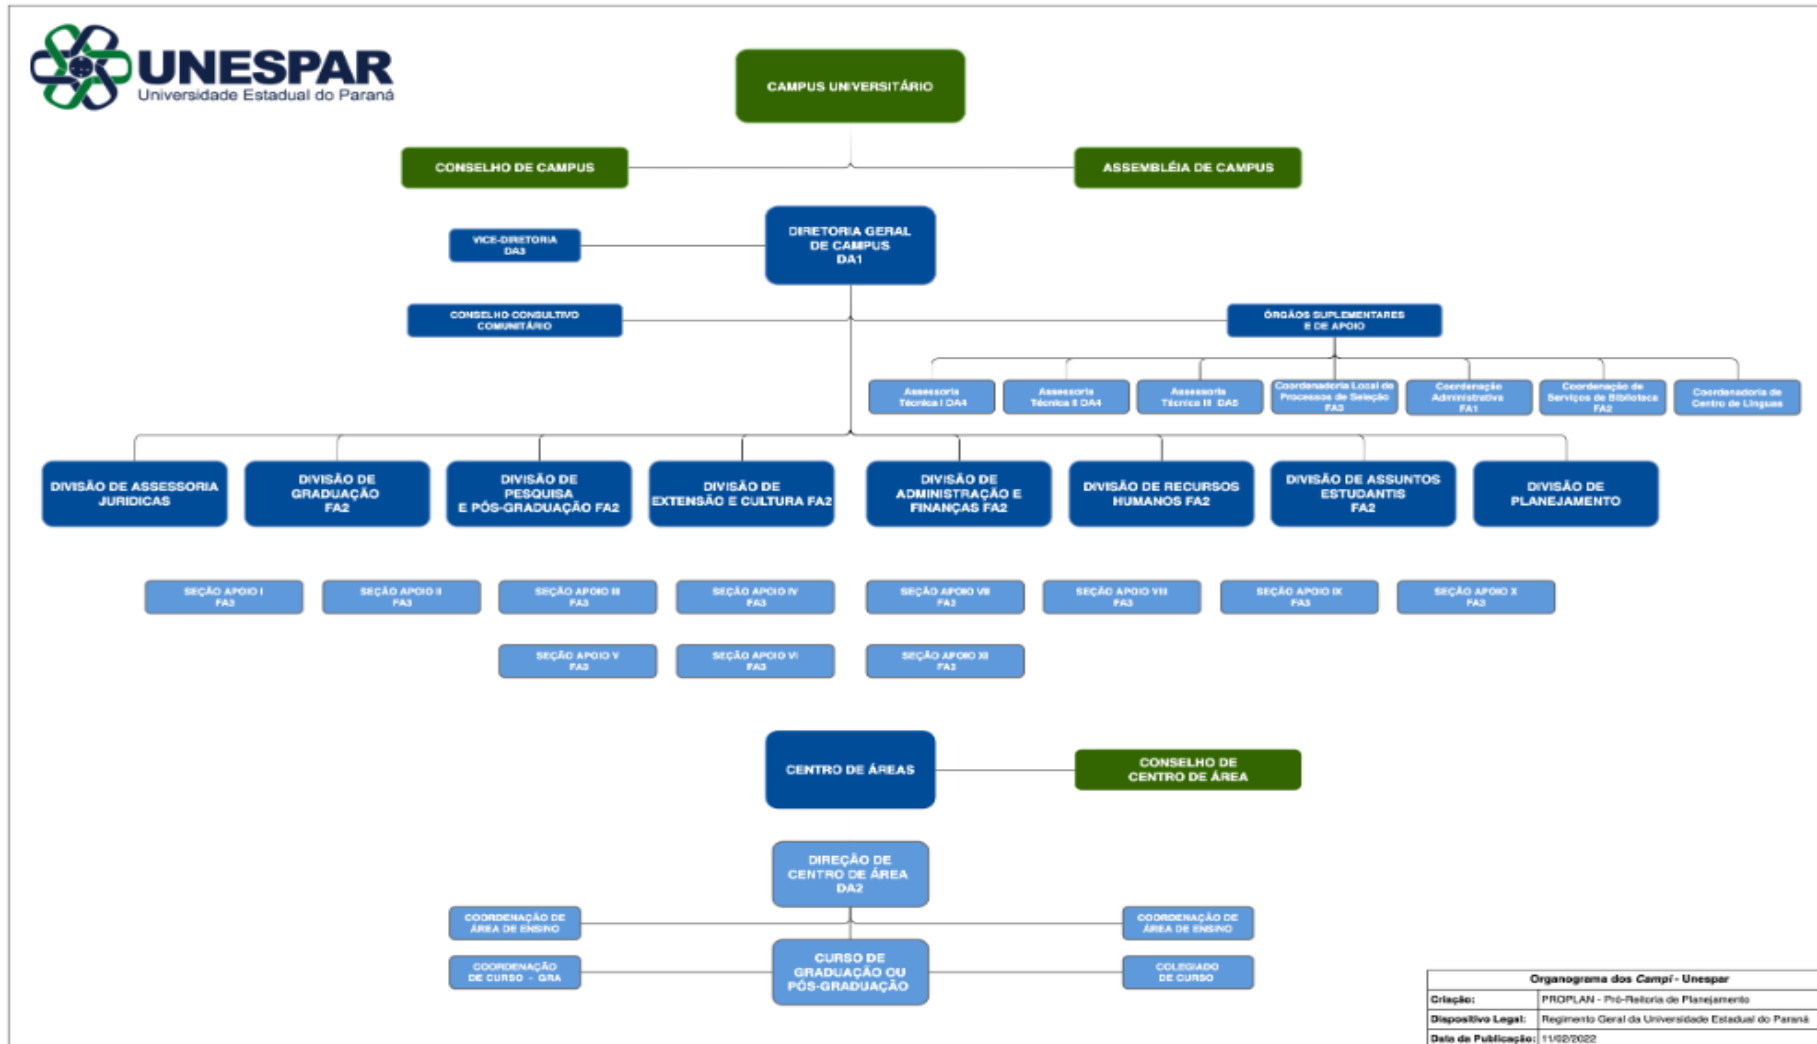 UNESPAR
Universidade Estadual do Paraná
CAMPUS UNIVERSITÁRIO
CONSELHO DE CAMPUS
ASSEMBLÉIA DE CAMPUS
VICE-DIRETORIA
DA3
DIRETORIA GERAL
DE CAMPUS
DA1
CONSELHO CONSULTIVO
COMUNITÁRIO
ÓRGÃOS SUPLEMENTARES
E DE APOIO
Assessoria
Técnica I DA4
Assessoria
Técnica II DA4
Assessoria
Técnica III DA5
Coordenadoria Local de
Processos de Seleção
FA3
Coordenação
Administrativa
FA1
Coordenação de
Serviços de Biblioteca
FA2
Coordenadoria de
Centro de Línguas
DIVISÃO DE ASSESSORIA
JURIDICAS
DIVISÃO DE
GRADUAÇÃO
FA2
DIVISÃO DE
PESQUISA
E PÓS-GRADUAÇÃO FA2
DIVISÃO DE
EXTENSÃO E CULTURA FA2
DIVISÃO DE
ADMINISTRAÇÃO E
FINANÇAS FA2
DIVISÃO DE RECURSOS
HUMANOS FA2
DIVISÃO DE ASSUNTOS
ESTUDANTIS
FA2
DIVISÃO DE
PLANEJAMENTO
SEÇÃO APOIO I
FA3
SEÇÃO APOIO II
FA3
SEÇÃO APOIO III
FA3
SEÇÃO APOIO IV
FA3
SEÇÃO APOIO VII
FA3
SEÇÃO APOIO VIII
FA3
SEÇÃO APOIO IX
FA3
SEÇÃO APOIO X
FA3
SEÇÃO APOIO V
FA3
SEÇÃO APOIO VI
FA3
SEÇÃO APOIO XI
FA3
CENTRO DE ÁREAS
CONSELHO DE
CENTRO DE ÁREA
DIREÇÃO DE
CENTRO DE ÁREA
DA2
COORDENAÇÃO DE
ÁREA DE ENSINO
COORDENAÇÃO DE
ÁREA DE ENSINO
COORDENAÇÃO
DE CURSO - GRA
CURSO DE
GRADUAÇÃO OU
PÓS-GRADUAÇÃO
COLEGIADO
DE CURSO
Organograma dos Campi - Unespar
Criação: PROPLAN - Pró-Reitoria de Planejamento
Dispositivo Legal: Regimento Geral da Universidade Estadual do Paraná
Data da Publicação: 11/02/2022